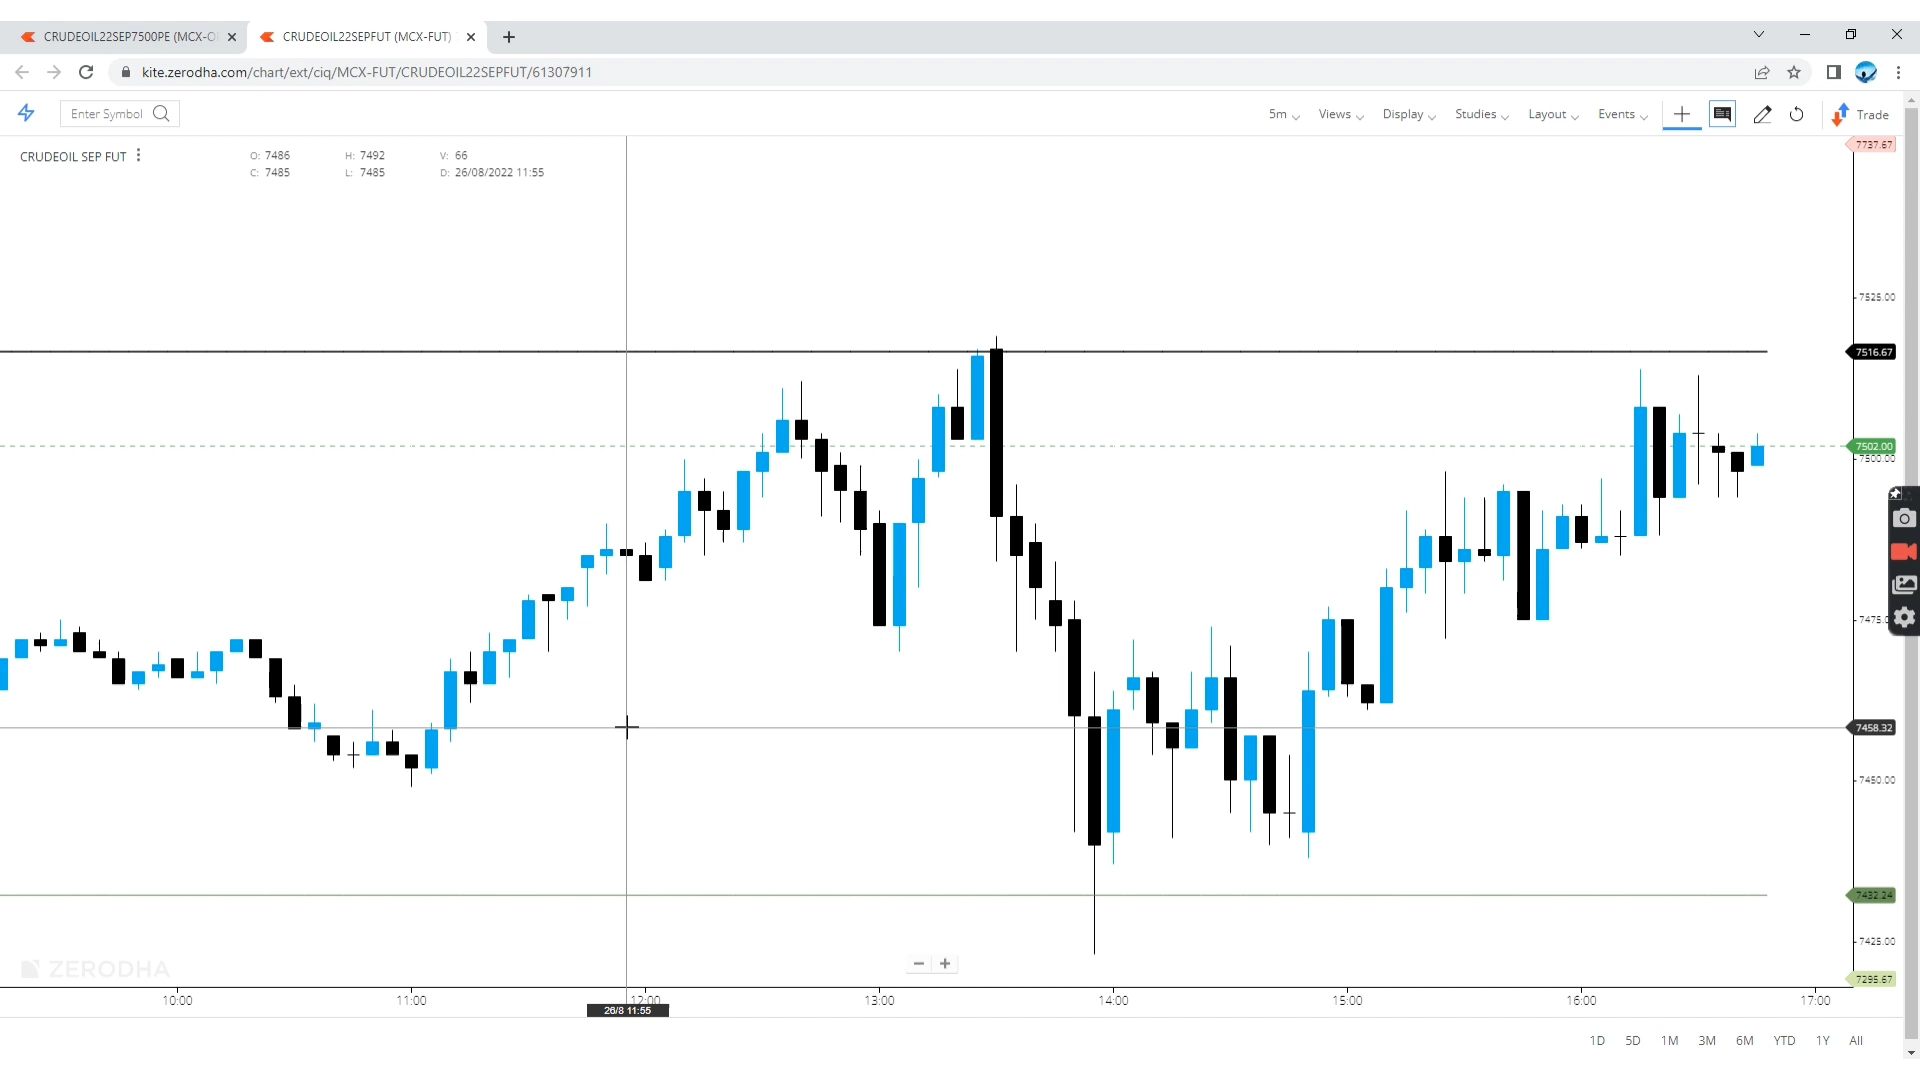 CRUDEOIL22SEP7500PE (MCX-O
CRUDEOIL22SEPFUT (MCX-FUT)
kite.zerodha.com/chart/ext/ciq/MCX-FUT/CRUDEOIL22SEPFUT/61307911
Enter Symbol
5m
Views
Display
Studies
Layout
Events
Trade
CRUDEOIL SEP FUT
O: 7486
H: 7492
V: 66
C: 7485
L: 7485
D: 26/08/2022 11:55
7737.67
7525.00
7516.67
7502.00
7500.00
7475.0
7458.32
7450.00
7432.24
7425.00
7295.67
ZERODHA
10:00
11:00
12:00
13:00
14:00
15:00
16:00
17:00
26/8 11:55
1D
5D
1M
3M
6M
YTD
1Y
All